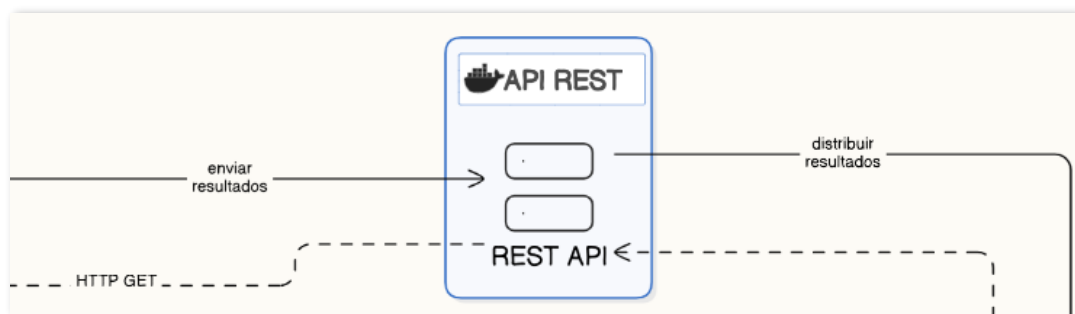 API REST
enviar
resultados
distribuir
resultados
REST API
HTTP GET